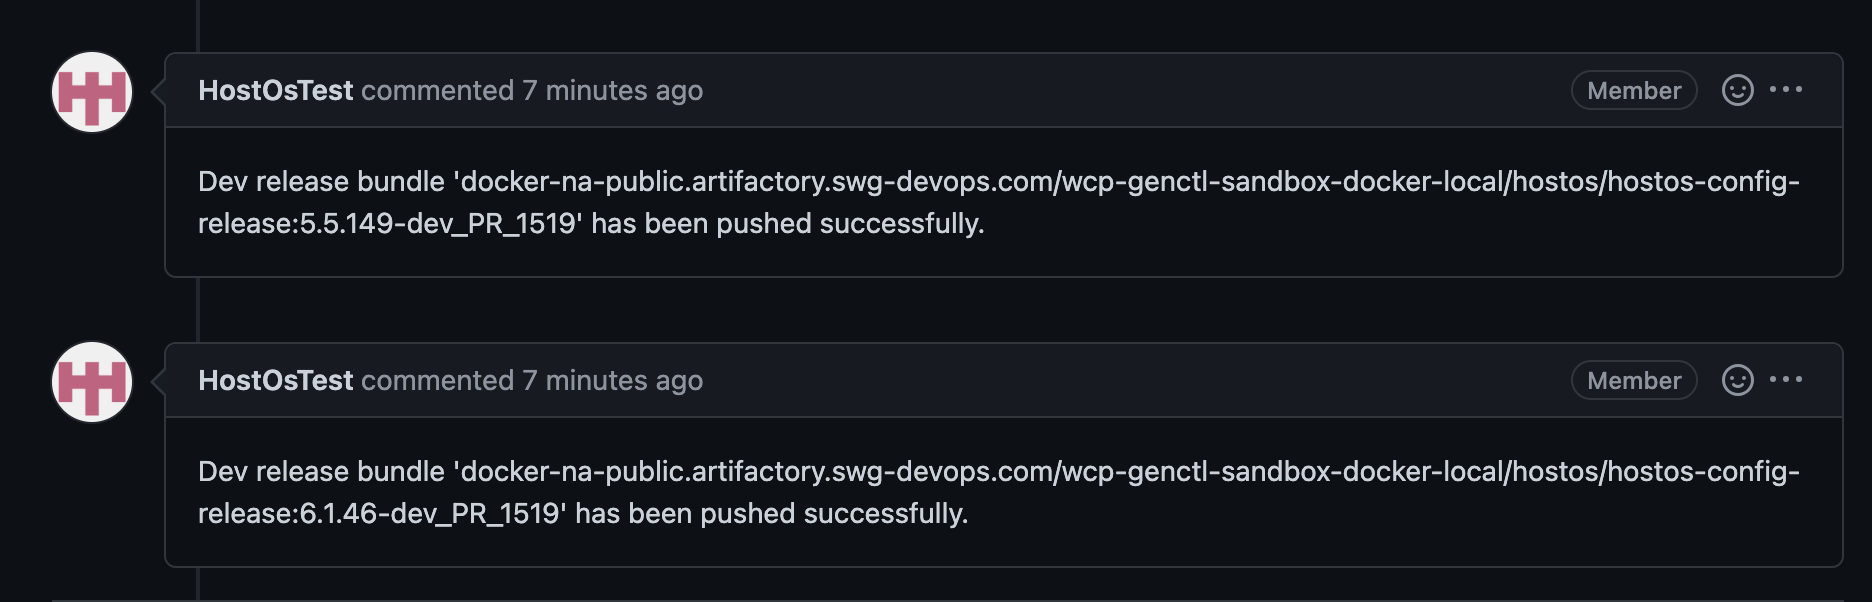 HostOsTest commented 7 minutes ago
Member
Dev release bundle 'docker-na-public.artifactory.swg-devops.com/wcp-genctl-sandbox-docker-local/hostos/hostos-config-
release:5.5.149-dev_PR_1519' has been pushed successfully.
HostOsTest commented 7 minutes ago
Member
Dev release bundle 'docker-na-public.artifactory.swg-devops.com/wcp-genctl-sandbox-docker-local/hostos/hostos-config-
release:6.1.46-dev_PR_1519' has been pushed successfully.